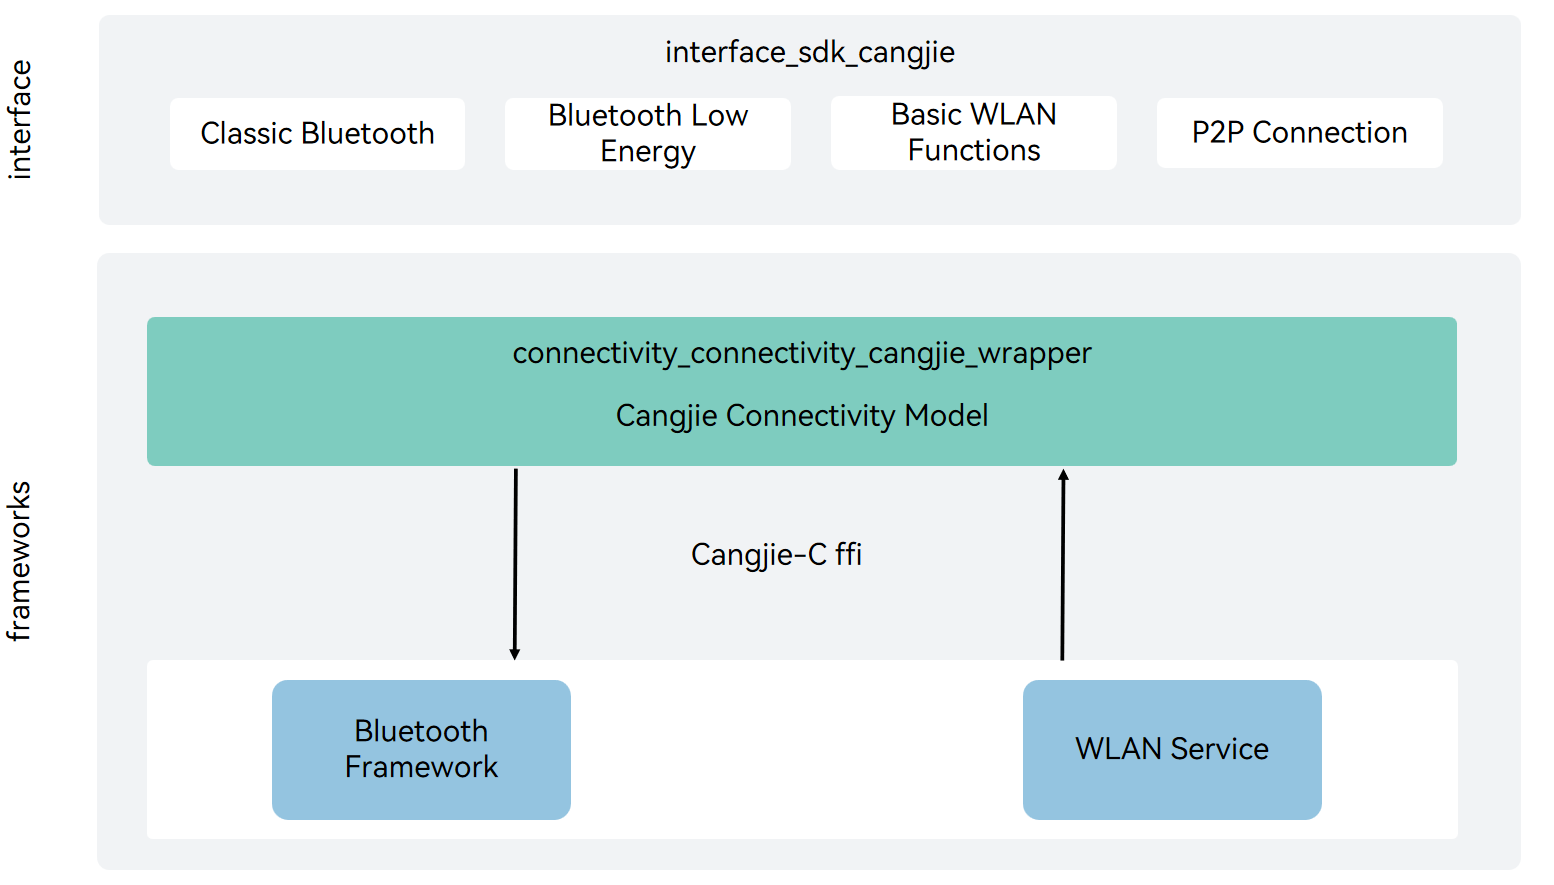 interface
interface_sdk_cangjie
Classic Bluetooth
Bluetooth Low
Energy
Basic WLAN
Functions
P2P Connection
frameworks
connectivity_connectivity_cangjie_wrapper
Cangjie Connectivity Model
Cangjie-C ffi
Bluetooth
Framework
WLAN Service